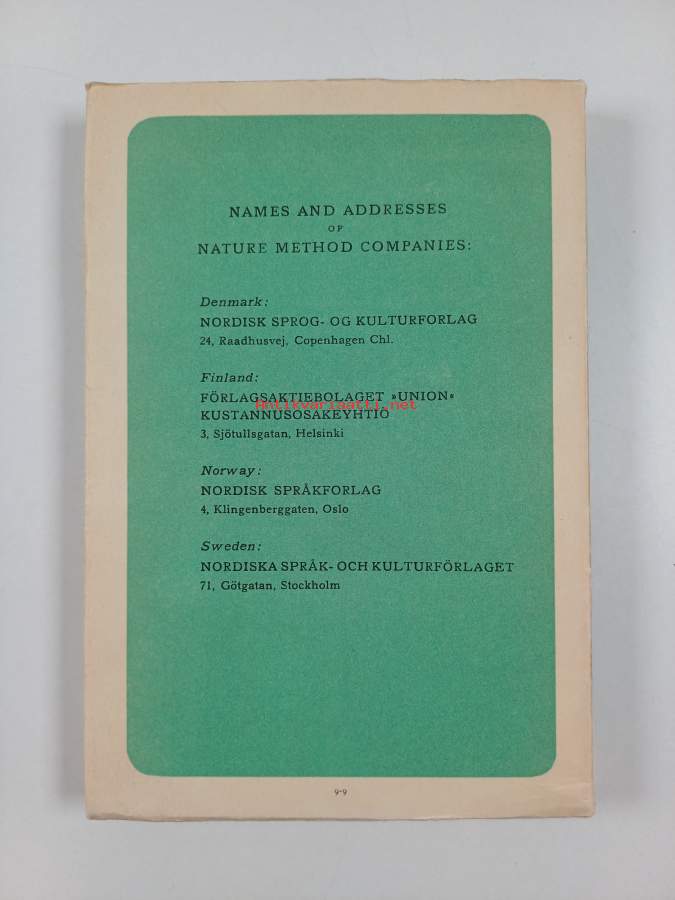 NAMES AND ADDRESSES
OF
NATURE METHOD COMPANIES:
Denmark:
NORDISK SPROG- OG KULTURFORLAG
24, Raadhusvej, Copenhagen Chl.
Finland:
FÖRLAGSAKTIEBOLAGET »UNION«
Antikvariaatti.net
KUSTANNUSOSAKEYHTIÖ
3, Sjötullsgatan, Helsinki
Norway:
NORDISK SPRÅKFORLAG
4, Klingenberggaten, Oslo
Sweden:
NORDISKA SPRÅK- OCH KULTURFÖRLAGET
71, Götgatan, Stockholm
9-9